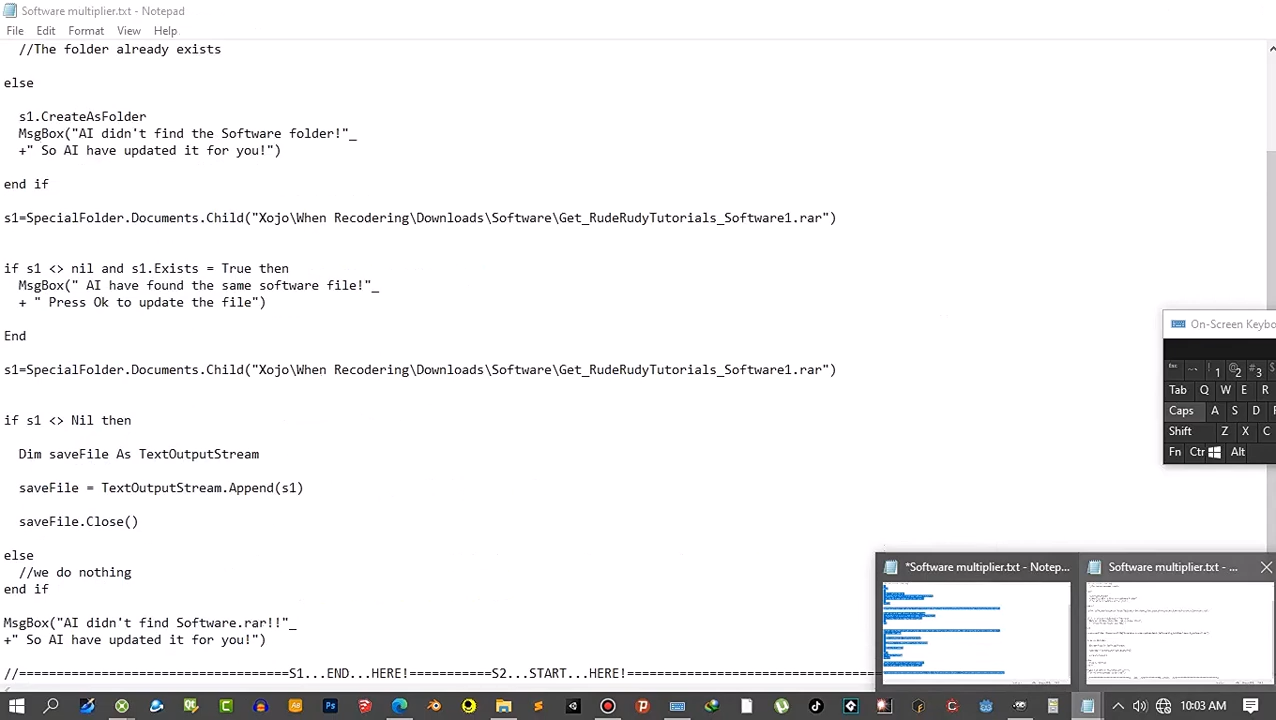 Software multiplier.txt - Notepad
File Edit Format View Help
//The folder already exists
else
s1.CreateAsFolder
MsgBox("AI didn't find the Software folder!"_
+" So AI have updated it for you!")
end if
s1=SpecialFolder.Documents.Child("Xojo\When Recodering\Downloads\Software\Get_RudeRudyTutorials_Software1.rar")
if s1 <> nil and s1.Exists = True then
MsgBox(" AI have found the same software file!"_
+ " Press Ok to update the file")
End
s1=SpecialFolder.Documents.Child("Xojo\When Recodering\Downloads\Software\Get_RudeRudyTutorials_Software1.rar")
if s1 <> Nil then
Dim saveFile As TextOutputStream
saveFile = TextOutputStream.Append(s1)
saveFile.Close()
else
//we do nothing
end if
MsgBox("AI didn't find Software.rar!!"_
+" So AI have updated it for you")
S1...END...HE S2...START...HERE!
On-Screen Keybo
Tab Q W E R
Caps A S D
Shift Z X C
Fn Ctr Alt
*Software multiplier.txt - Notep...
Software multiplier.txt - ...
10:03 AM